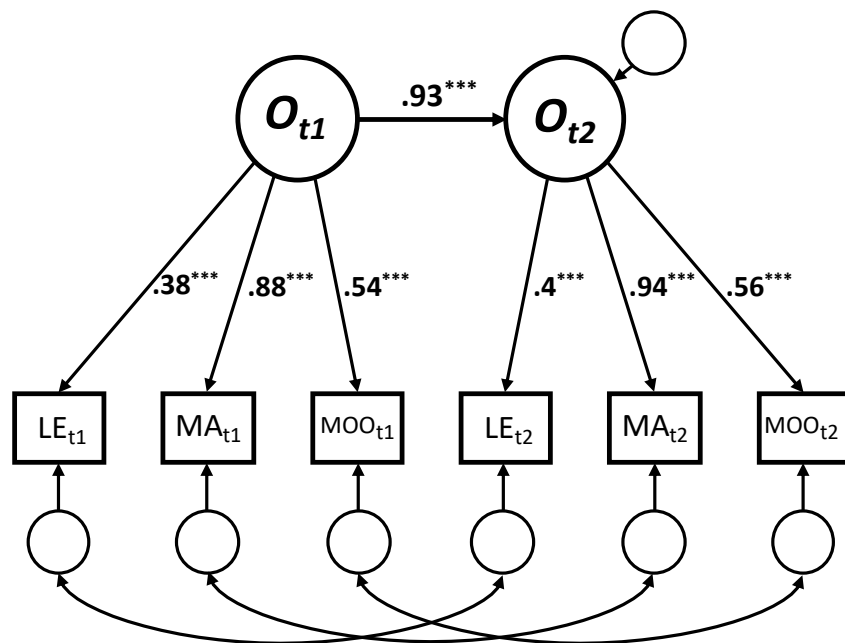 .93***
O_t1
O_t2
.38***
.88***
.54***
.4***
.94***
.56***
LE_t1
MA_t1
MOO_t1
LE_t2
MA_t2
MOO_t2